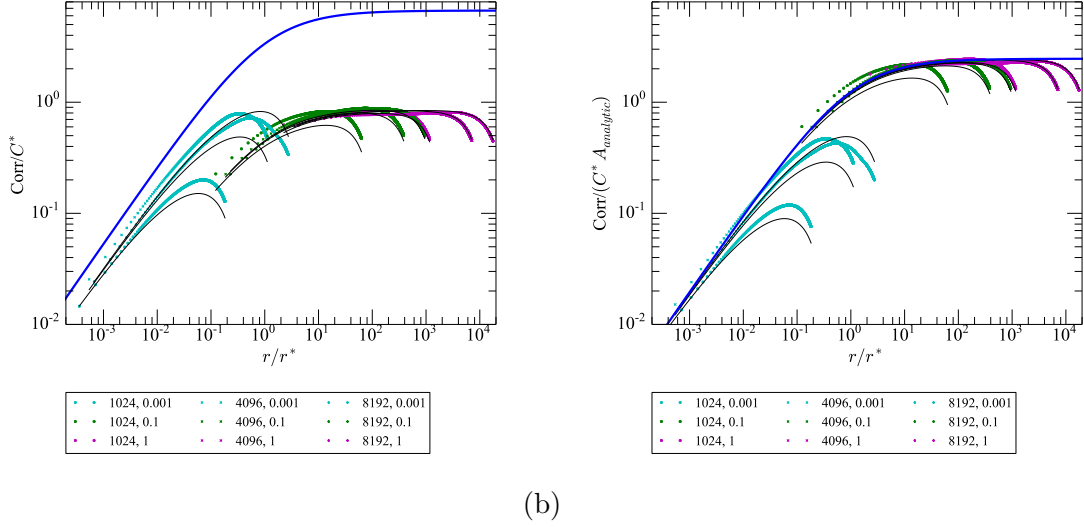 10^1
10^0
10^-1
10^-2
Corr/C*
10^-3 10^-2 10^-1 10^0 10^1 10^2 10^3 10^4
r/r*
1024, 0.001 4096, 0.001 8192, 0.001
1024, 0.1 4096, 0.1 8192, 0.1
1024, 1 4096, 1 8192, 1
10^0
10^-1
10^-2
Corr/(C* A_analytic)
10^-3 10^-2 10^-1 10^0 10^1 10^2 10^3 10^4
r/r*
1024, 0.001 4096, 0.001 8192, 0.001
1024, 0.1 4096, 0.1 8192, 0.1
1024, 1 4096, 1 8192, 1
(b)